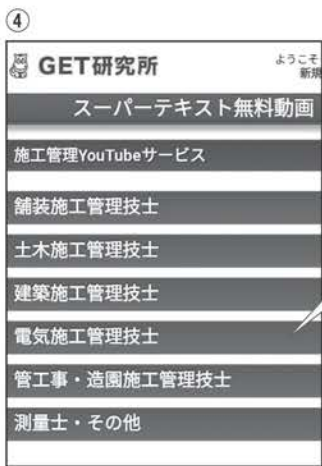 ④
GET研究所
ようこそ
新規
スーパーテキスト無料動画
施工管理YouTubeサービス
舗装施工管理技士
土木施工管理技士
建築施工管理技士
電気施工管理技士
管工事・造園施工管理技士
測量士・その他